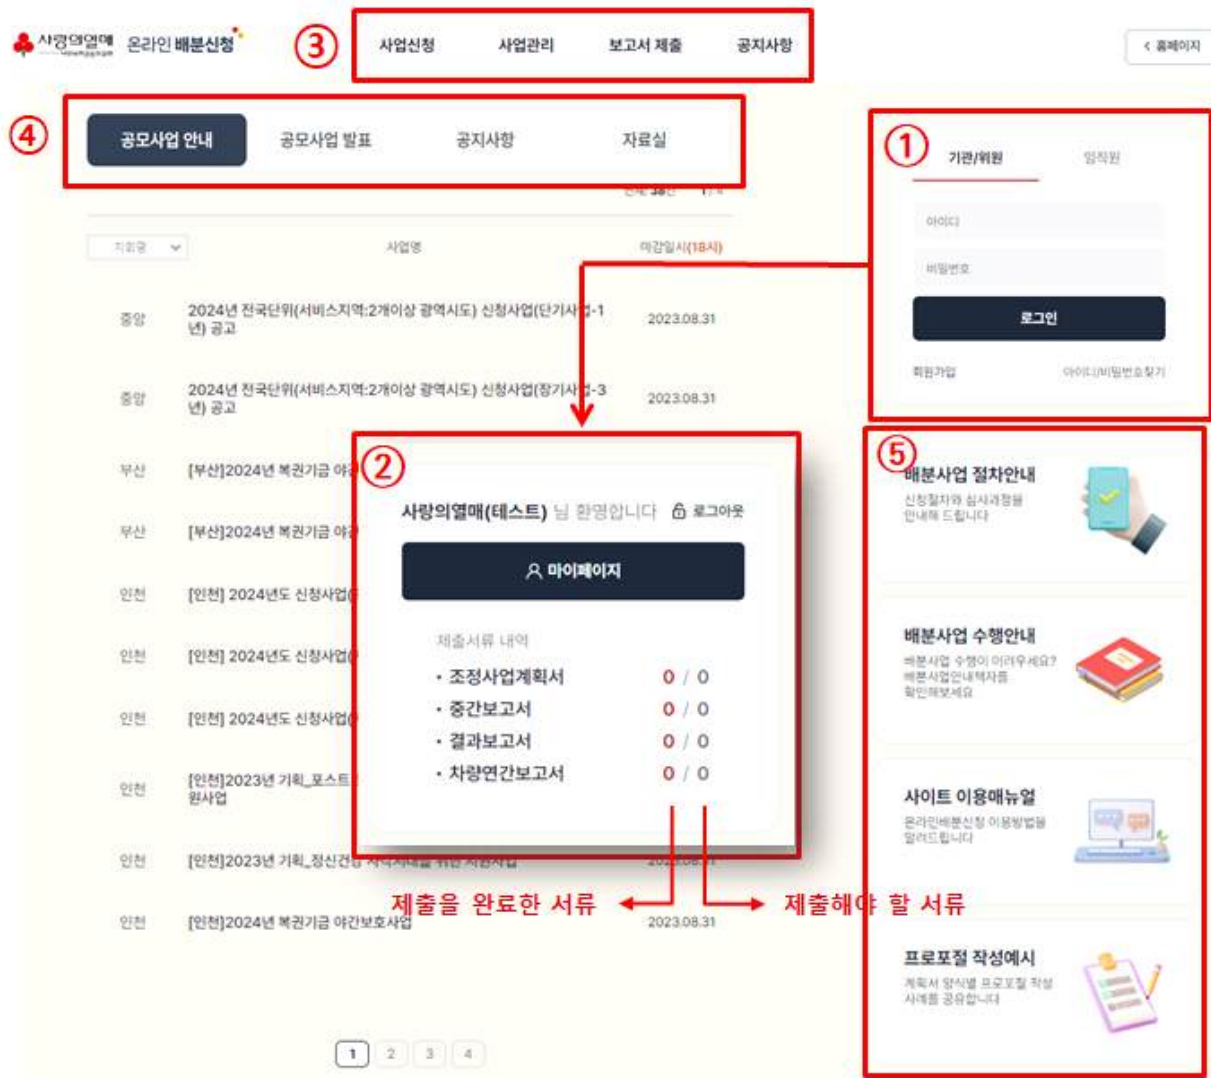 사랑의열매 온라인 배분신청
③
사업신청 사업관리 보고서 제출 공지사항
홈페이지
④
공모사업 안내 공모사업 발표 공지사항 자료실
①
기관/위원 임직원
아이디
비밀번호
로그인
회원가입 아이디/비밀번호찾기
지회명 사업명 마감일시(18시)
중앙 2024년 전국단위(서비스지역:2개이상 광역시도) 신청사업(단기사업-1
년) 공고 2023.08.31
중앙 2024년 전국단위(서비스지역:2개이상 광역시도) 신청사업(장기사업-3
년) 공고 2023.08.31
부산 [부산]2024년 복권기금 야간
부산 [부산]2024년 복권기금 야간
인천 [인천] 2024년도 신청사업(
인천 [인천] 2024년도 신청사업(
인천 [인천] 2024년도 신청사업(
인천 [인천]2023년 기획_포스트
원사업
인천 [인천]2023년 기획_정신건강 사각지대를 위한 지원사업 2023.08.31
인천 [인천]2024년 복권기금 야간보호사업 2023.08.31
1 2 3 4
②
사랑의열매(테스트) 님 환영합니다 로그아웃
마이페이지
제출서류 내역
· 조정사업계획서 0 / 0
· 중간보고서 0 / 0
· 결과보고서 0 / 0
· 차량연간보고서 0 / 0
제출을 완료한 서류 제출해야 할 서류
⑤
배분사업 절차안내
신청절차와 심사과정을
안내해 드립니다
배분사업 수행안내
배분사업 수행이 어려우세요?
배분사업안내책자를
확인해보세요
사이트 이용매뉴얼
온라인배분신청 이용방법을
알려드립니다
프로포절 작성예시
계획서 양식별 프로포절 작성
사례를 공유합니다